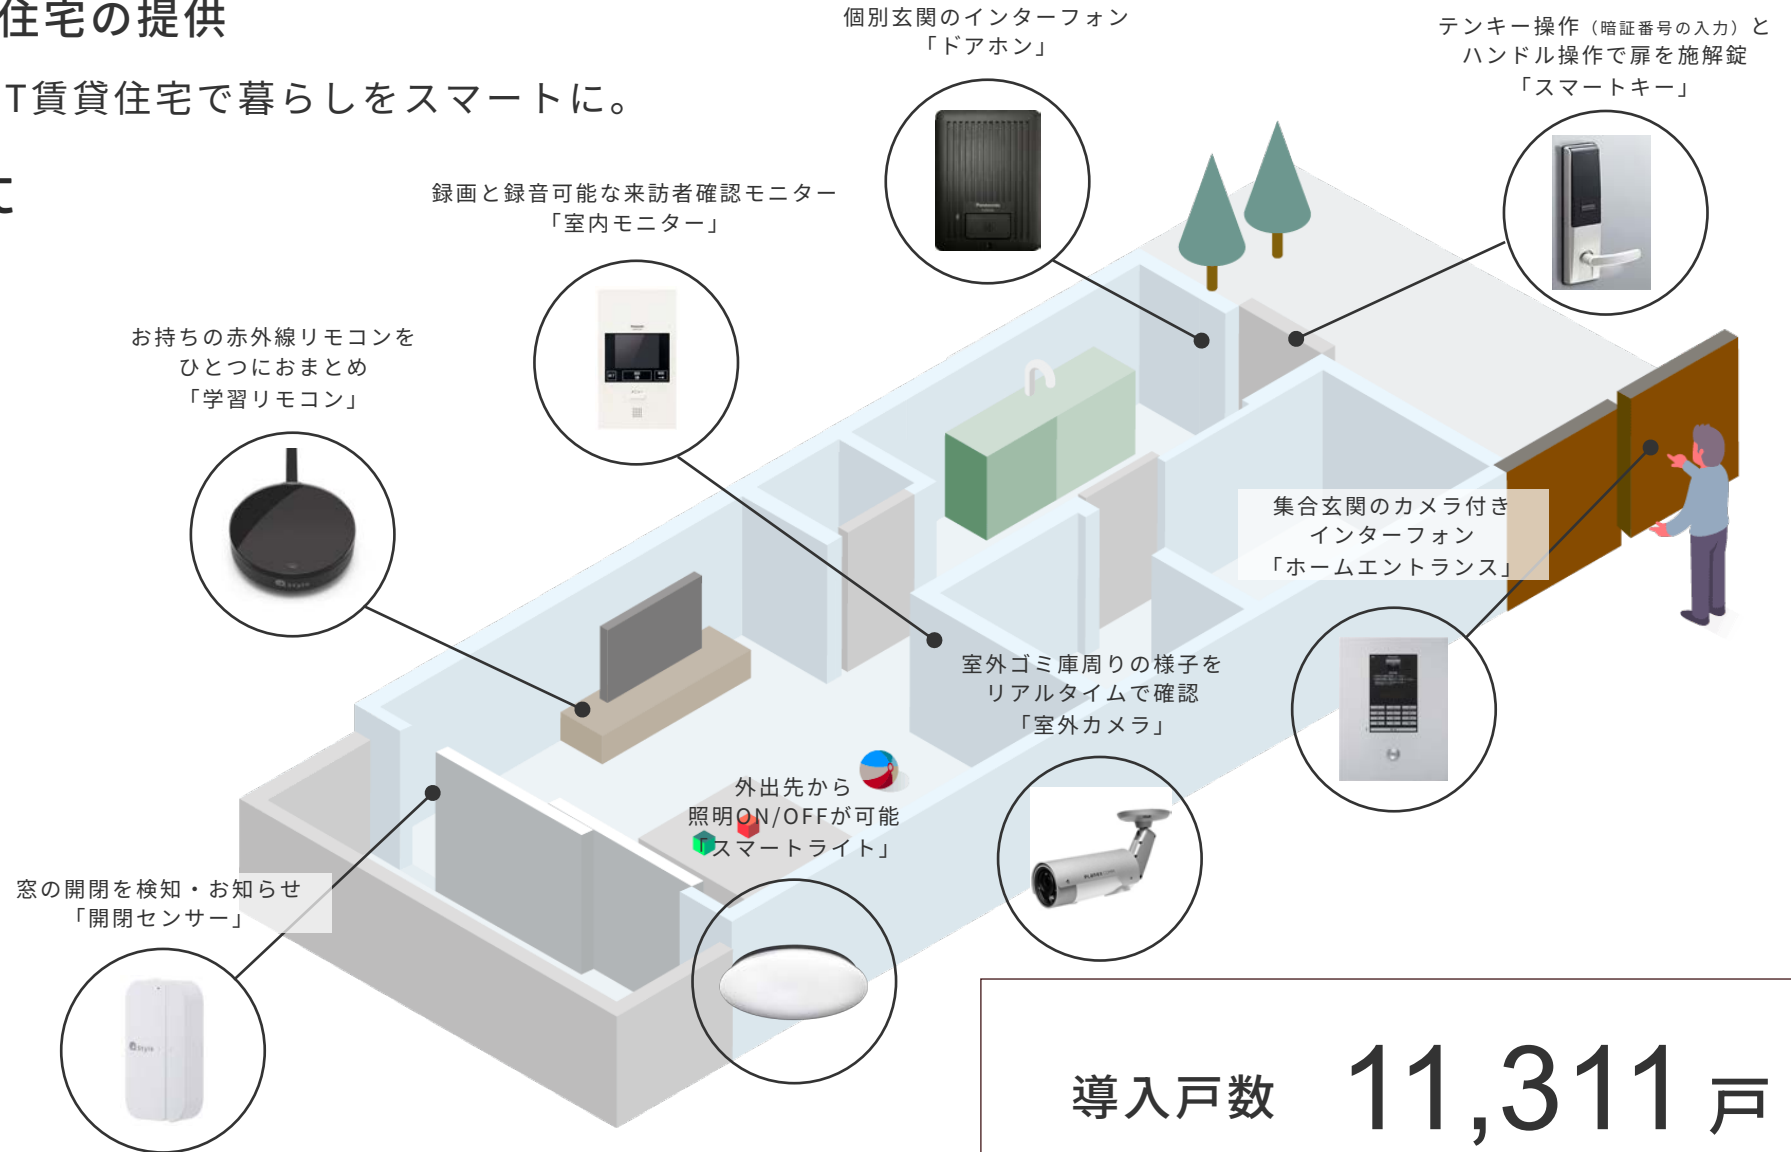 住宅の提供
T賃貸住宅で暮らしをスマートに。
個別玄関のインターフォン
「ドアホン」
テンキー操作（暗証番号の入力）と
ハンドル操作で扉を施解錠
「スマートキー」
録画と録音可能な来訪者確認モニター
「室内モニター」
お持ちの赤外線リモコンを
ひとつにおまとめ
「学習リモコン」
集合玄関のカメラ付き
インターフォン
「ホームエントランス」
室外ゴミ庫周りの様子を
リアルタイムで確認
「室外カメラ」
外出先から
照明ON/OFFが可能
「スマートライト」
窓の開閉を検知・お知らせ
「開閉センサー」
導入戸数 11,311 戸